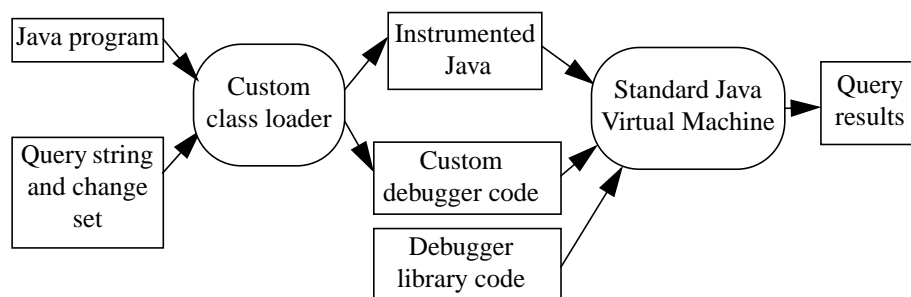 Java program
Query string
and change
set
Custom
class loader
Instrumented
Java
Custom
debugger code
Debugger
library code
Standard Java
Virtual Machine
Query
results